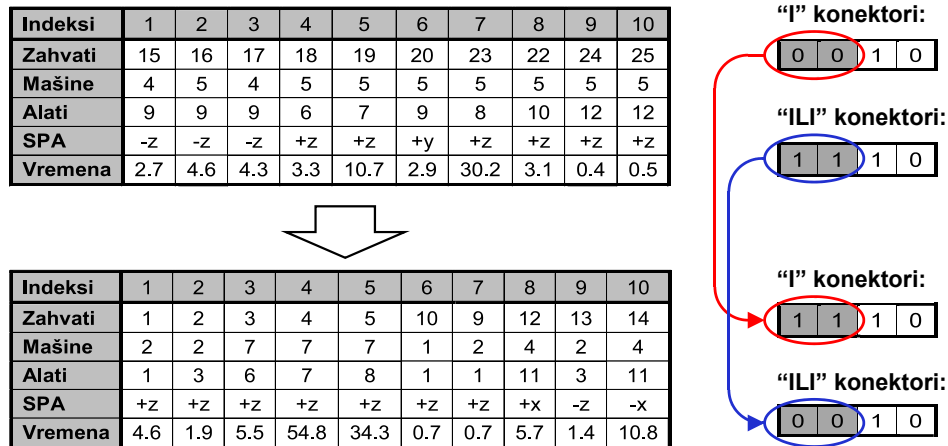 Indeksi 1 2 3 4 5 6 7 8 9 10
Zahvati 15 16 17 18 19 20 23 22 24 25
Mašine 4 5 4 5 5 5 5 5 5 5
Alati 9 9 9 6 7 9 8 10 12 12
SPA -z -z -z +z +z +y +z +z +z +z
Vremena 2.7 4.6 4.3 3.3 10.7 2.9 30.2 3.1 0.4 0.5
"I" konektori:
0 0 1 0
"ILI" konektori:
1 1 1 0
Indeksi 1 2 3 4 5 6 7 8 9 10
Zahvati 1 2 3 4 5 10 9 12 13 14
Mašine 2 2 7 7 7 1 2 4 2 4
Alati 1 3 6 7 8 1 1 11 3 11
SPA +z +z +z +z +z +z +z +x -z -x
Vremena 4.6 1.9 5.5 54.8 34.3 0.7 0.7 5.7 1.4 10.8
"I" konektori:
1 1 1 0
"ILI" konektori:
0 0 1 0